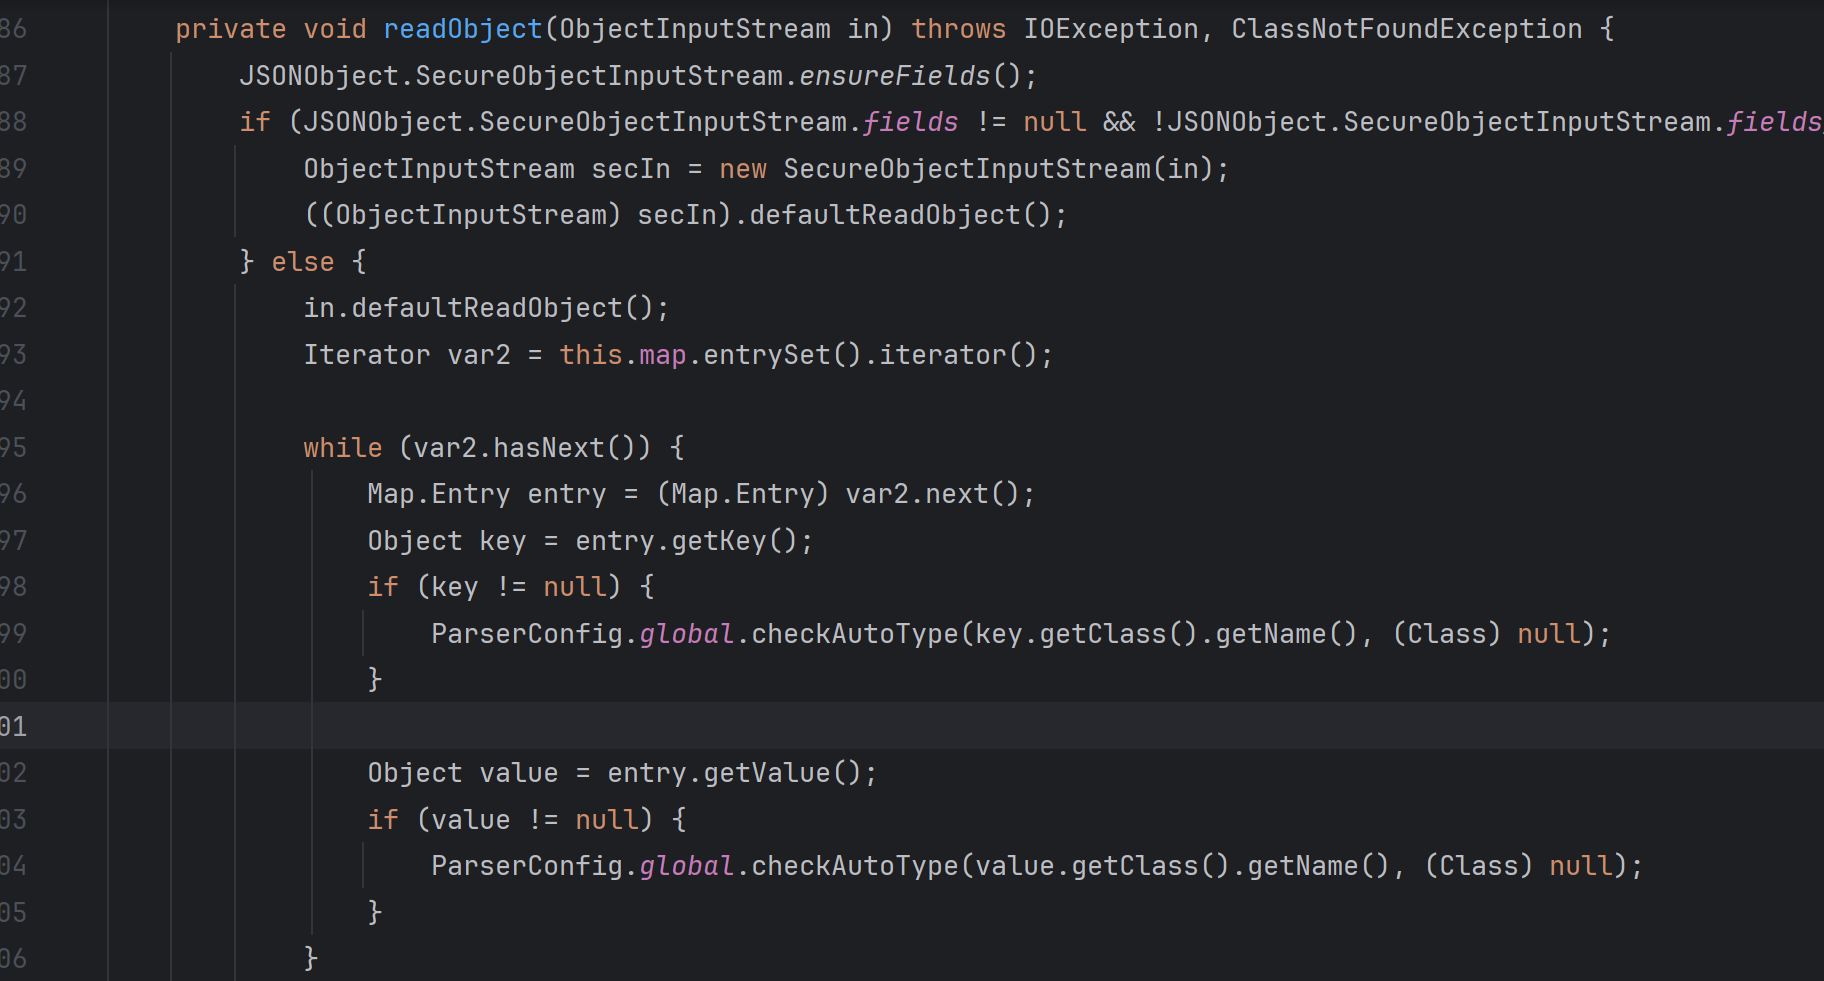 86 private void readObject(ObjectInputStream in) throws IOException, ClassNotFoundException {
87 JSONObject.SecureObjectInputStream.ensureFields();
88 if (JSONObject.SecureObjectInputStream.fields != null && !JSONObject.SecureObjectInputStream.fields
89 ObjectInputStream secIn = new SecureObjectInputStream(in);
90 ((ObjectInputStream) secIn).defaultReadObject();
91 } else {
92 in.defaultReadObject();
93 Iterator var2 = this.map.entrySet().iterator();
94
95 while (var2.hasNext()) {
96 Map.Entry entry = (Map.Entry) var2.next();
97 Object key = entry.getKey();
98 if (key != null) {
99 ParserConfig.global.checkAutoType(key.getClass().getName(), (Class) null);
00 }
01
02 Object value = entry.getValue();
03 if (value != null) {
04 ParserConfig.global.checkAutoType(value.getClass().getName(), (Class) null);
05 }
06 }